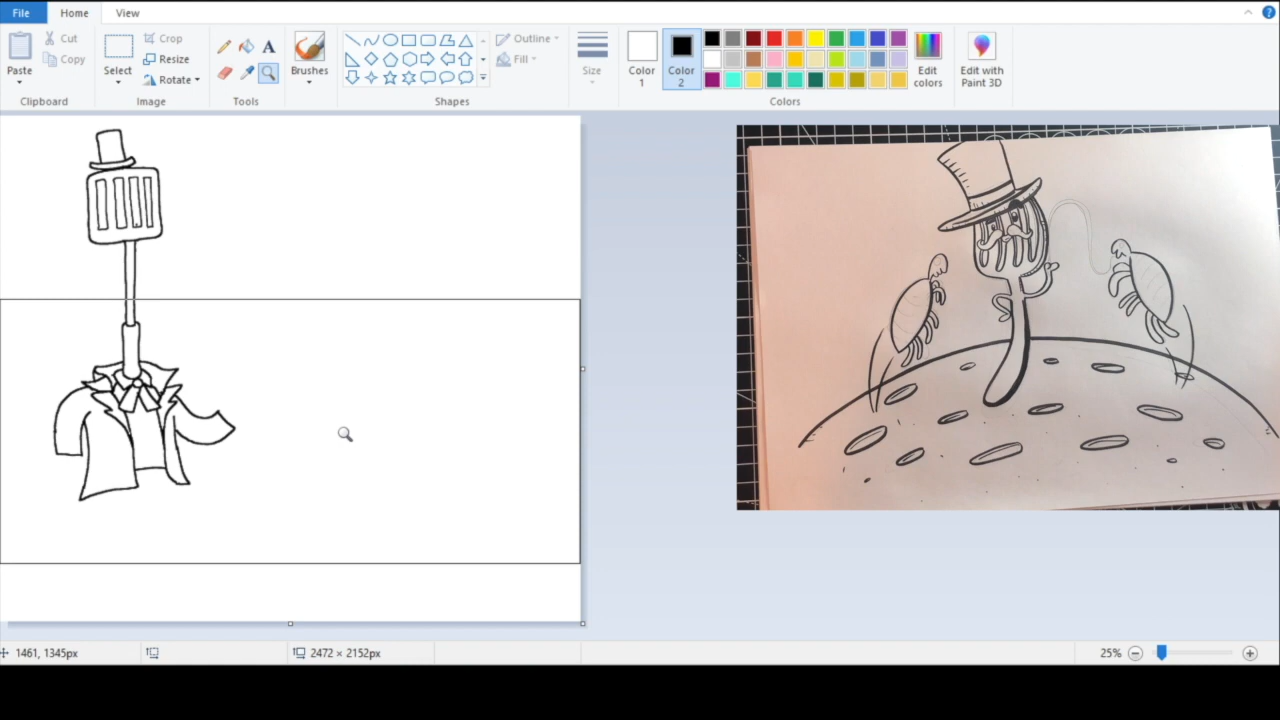 File Home View
Paste
Cut
Copy
Clipboard
Select
Crop
Resize
Rotate
Image
A
Tools
Brushes
Outline
Fill
Shapes
Size
Color
1
Color
2
Edit
colors
Colors
Edit with
Paint 3D
?
1461, 1345px
2472 × 2152px
25%